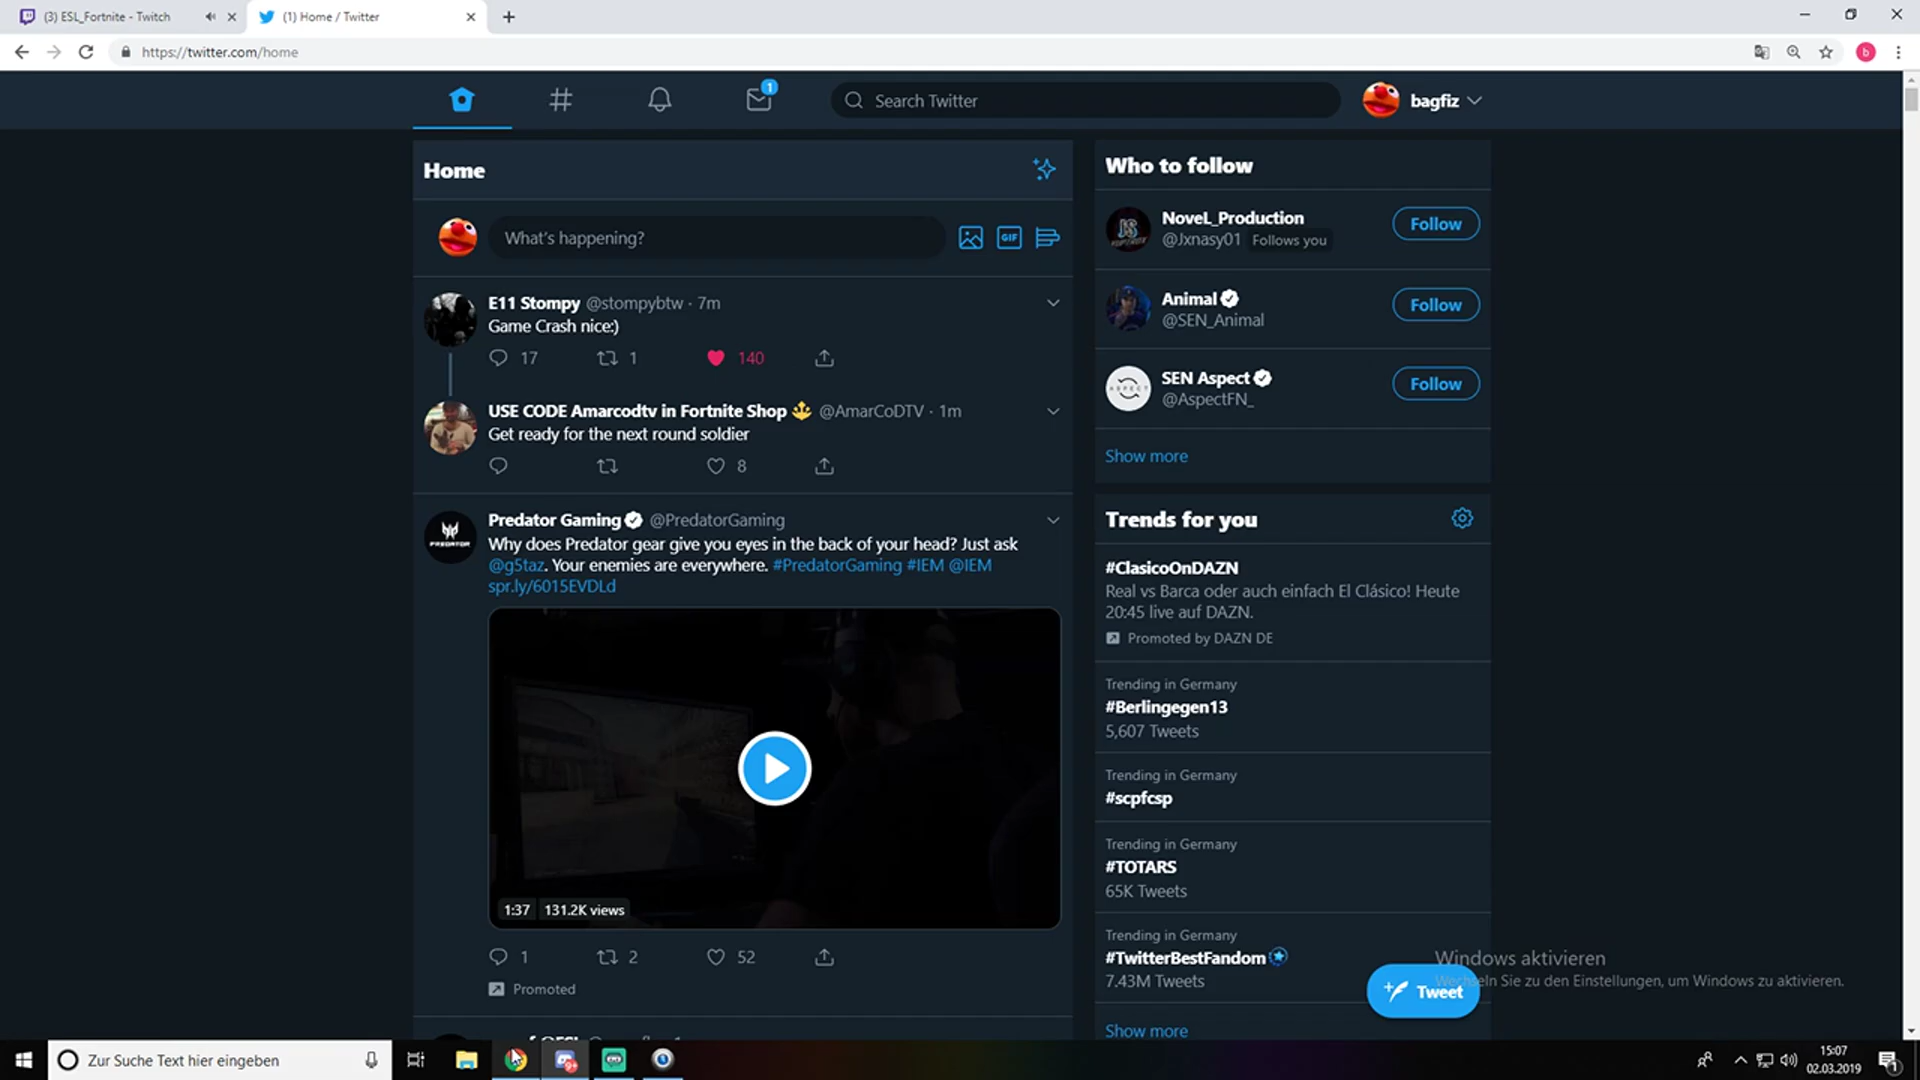 (3) ESL_Fortnite - Twitch
(1) Home / Twitter
https://twitter.com/home
b
1
Search Twitter
bagfiz
Home
What's happening?
GIF
E11 Stompy @stompybtw · 7m
Game Crash nice:)
17 1 140
USE CODE Amarcodtv in Fortnite Shop @AmarCoDTV · 1m
Get ready for the next round soldier
8
PREDATOR
Predator Gaming @PredatorGaming
Why does Predator gear give you eyes in the back of your head? Just ask
@g5taz. Your enemies are everywhere. #PredatorGaming #IEM @IEM
spr.ly/6015EVDLd
1:37 131.2K views
1 2 52
Promoted
Who to follow
NoveL_Production
@Jxnasy01 Follows you
Follow
Animal
@SEN_Animal
Follow
ASPECT
SEN Aspect
@AspectFN_
Follow
Show more
Trends for you
#ClasicoOnDAZN
Real vs Barca oder auch einfach El Clásico! Heute
20:45 live auf DAZN.
Promoted by DAZN DE
Trending in Germany
#Berlingegen13
5,607 Tweets
Trending in Germany
#scpfcsp
Trending in Germany
#TOTARS
65K Tweets
Trending in Germany
#TwitterBestFandom
7.43M Tweets
Show more
Tweet
Windows aktivieren
Wechseln Sie zu den Einstellungen, um Windows zu aktivieren.
Zur Suche Text hier eingeben
9+
15:07
02.03.2019
1